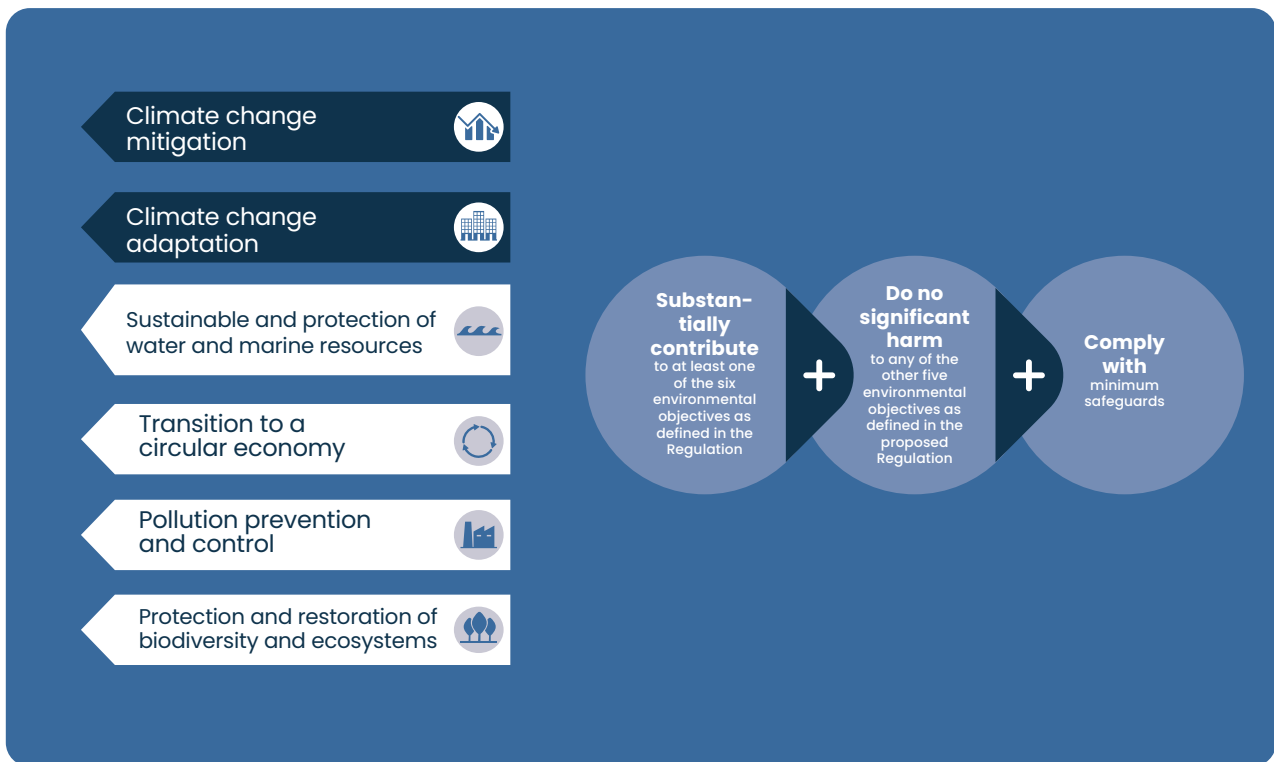 Climate change
mitigation
Climate change
adaptation
Sustainable and protection of
water and marine resources
Transition to a
circular economy
Pollution prevention
and control
Protection and restoration of
biodiversity and ecosystems
Substan-
tially
contribute
to at least one
of the six
environmental
objectives as
defined in the
Regulation
+
Do no
significant
harm
to any of the
other five
environmental
objectives as
defined in the
proposed
Regulation
+
Comply
with
minimum
safeguards